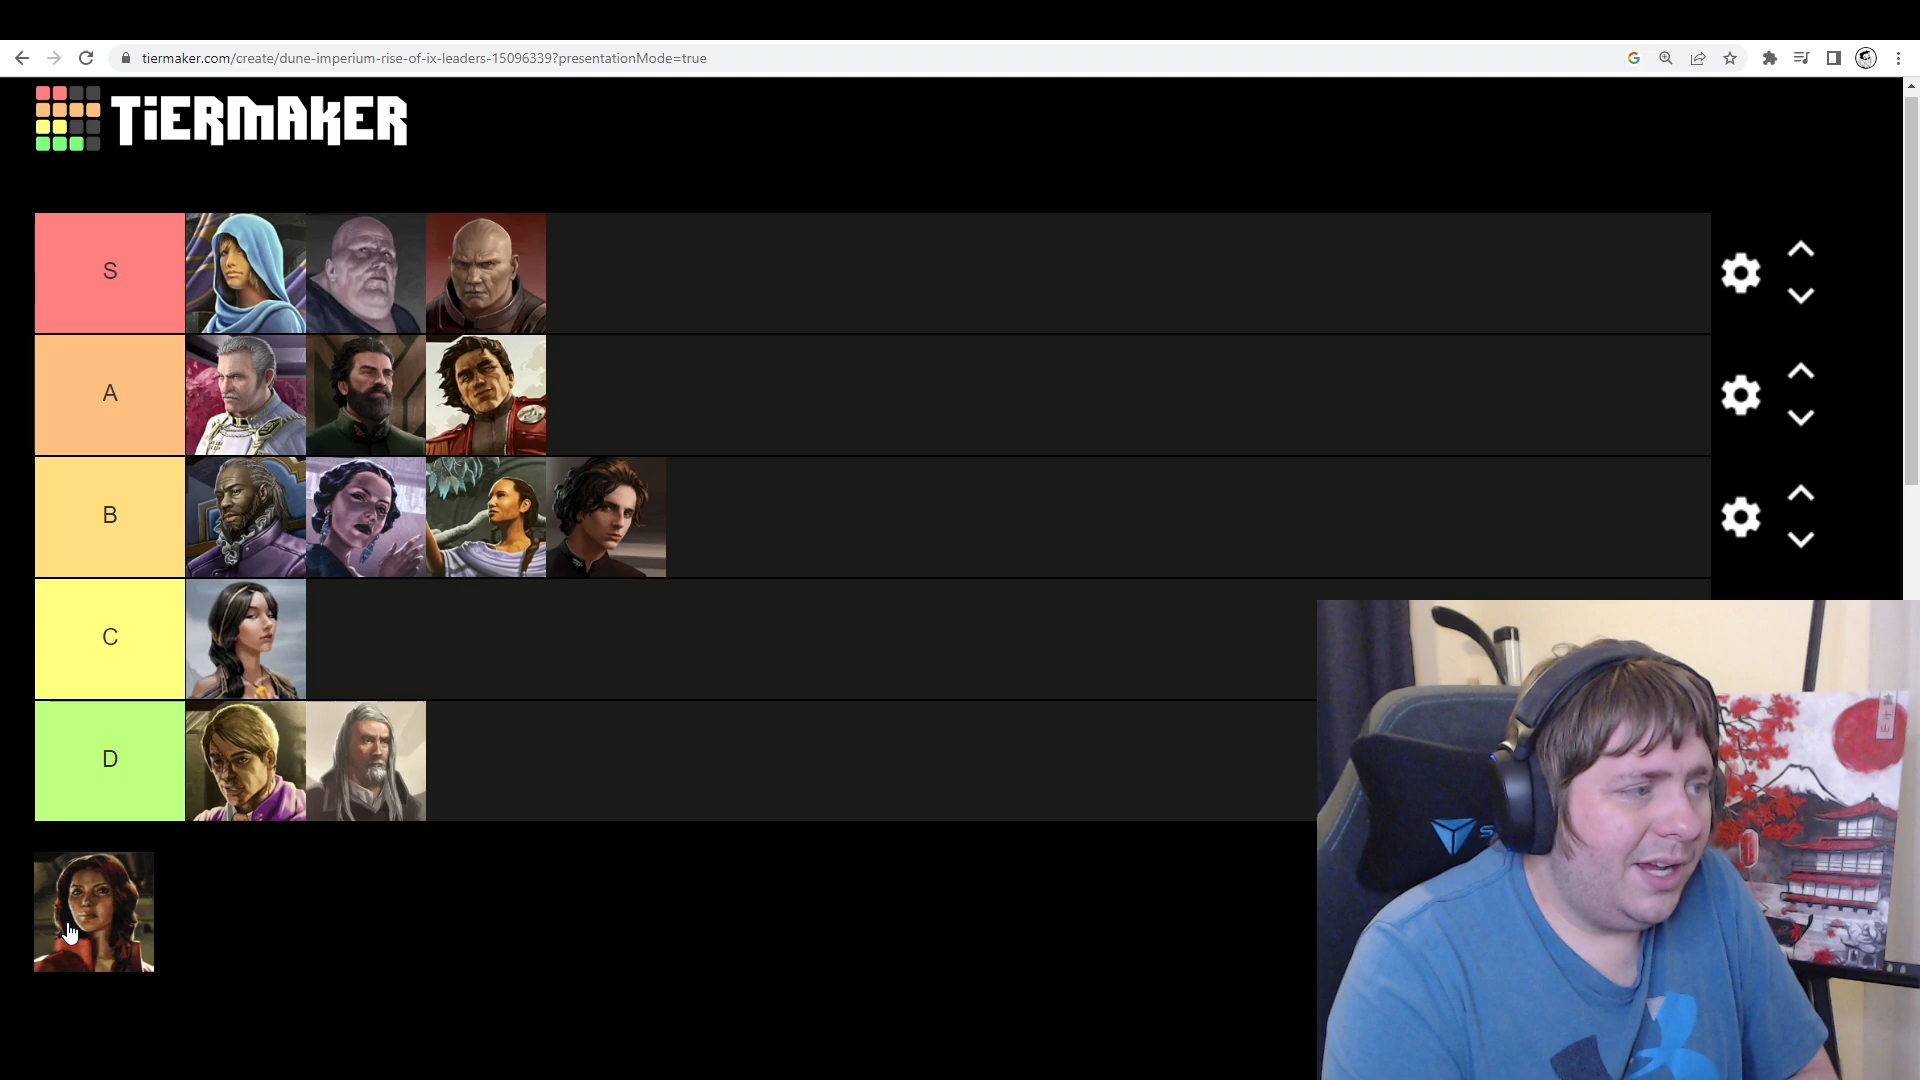 tiermaker.com/create/dune-imperium-rise-of-ix-leaders-15096339?presentationMode=true
TiERMAKER
S
A
B
C
D